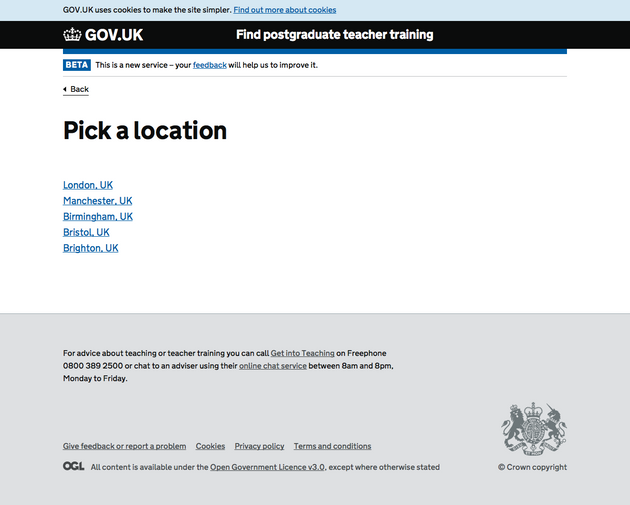 GOV.UK uses cookies to make the site simpler. Find out more about cookies
GOV.UK Find postgraduate teacher training
BETA This is a new service – your feedback will help us to improve it.
Back
Pick a location
London, UK
Manchester, UK
Birmingham, UK
Bristol, UK
Brighton, UK
For advice about teaching or teacher training you can call Get into Teaching on Freephone
0800 389 2500 or chat to an adviser using their online chat service between 8am and 8pm,
Monday to Friday.
Give feedback or report a problem Cookies Privacy policy Terms and conditions
OGL All content is available under the Open Government Licence v3.0, except where otherwise stated
© Crown copyright